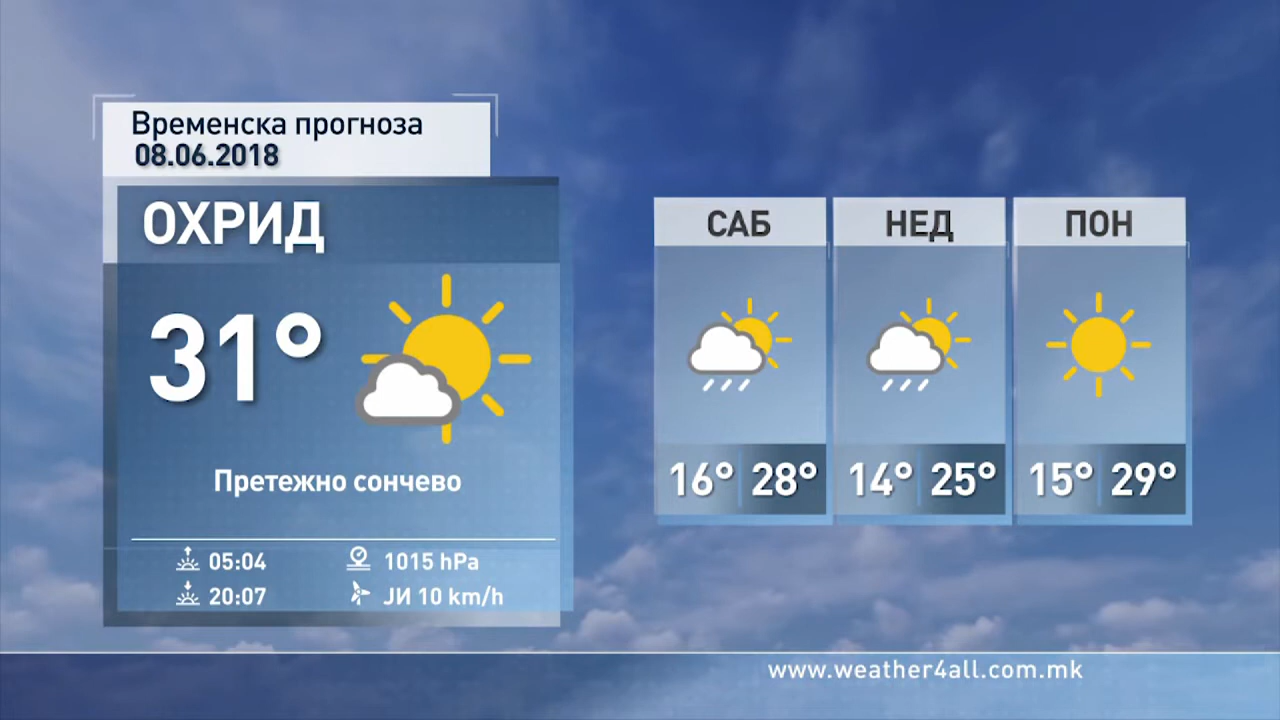 Временска прогноза
08.06.2018
ОХРИД
31°
Претежно сончево
05:04 1015 hPa
20:07 ЈИ 10 km/h
САБ НЕД ПОН
16° 28° 14° 25° 15° 29°
www.weather4all.com.mk